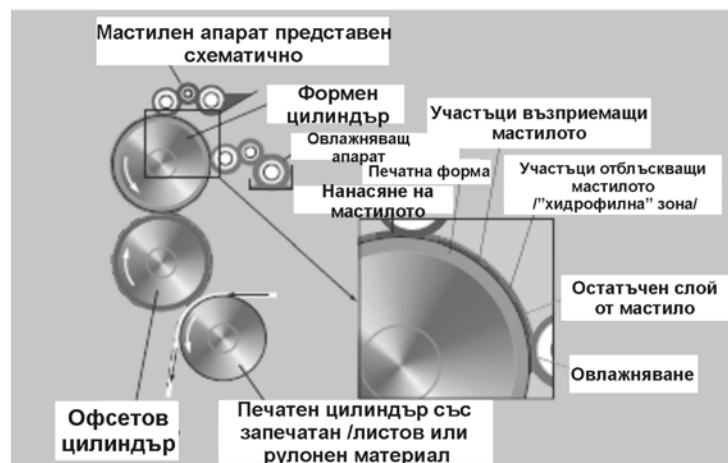 Мастилен апарат представен
схематично
Формен
цилиндър
Овлажняващ
апарат
Участъци възприемащи
мастилото
Печатна форма
Участъци отблъскващи
мастилото
/"хидрофилна" зона/
Нанасяне на
мастилото
Остатъчен слой
от мастило
Овлажняване
Офсетов
цилиндър
Печатен цилиндър със
запечатан /листов или
рулонен материал